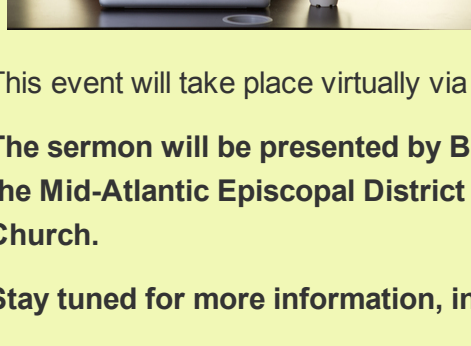 This event will take place virtually via
The sermon will be presented by B
the Mid-Atlantic Episcopal District
Church.
Stay tuned for more information, in